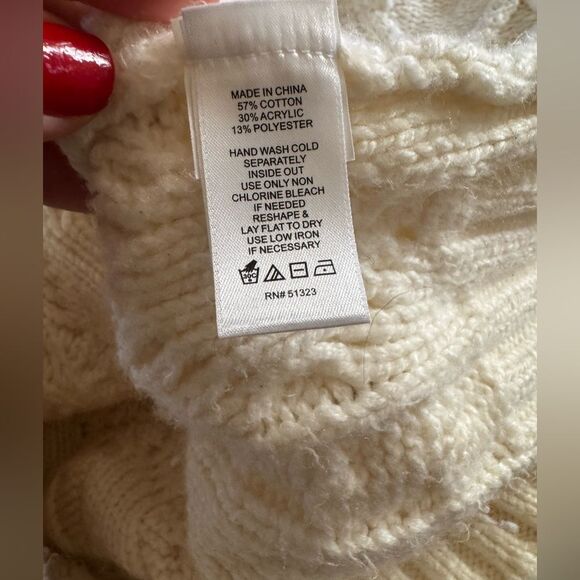 MADE IN CHINA
57% COTTON
30% ACRYLIC
13% POLYESTER
HAND WASH COLD
SEPARATELY
INSIDE OUT
USE ONLY NON
CHLORINE BLEACH
IF NEEDED
RESHAPE &
LAY FLAT TO DRY
USE LOW IRON
IF NECESSARY
30C
RN# 51323